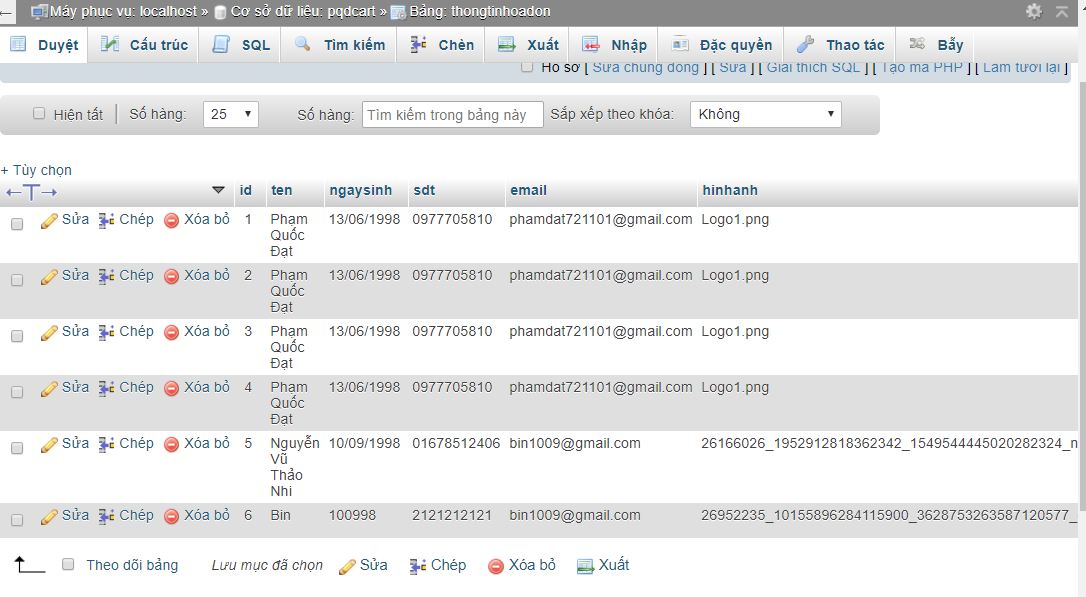 Máy phục vụ: localhost » Cơ sở dữ liệu: pqdcart » Bảng: thongtinhoadon
Duyệt Cấu trúc SQL Tìm kiếm Chèn Xuất Nhập Đặc quyền Thao tác Bẫy
Hồ sơ [ Sửa chung dòng ] [ Sửa ] [ Giải thích SQL ] [ Tạo mã PHP ] [ Làm tươi lại ]
Hiện tất Số hàng: 25 Số hàng: Tìm kiếm trong bảng này Sắp xếp theo khóa: Không
+ Tùy chọn
id ten ngaysinh sdt email hinhanh
Sửa Chép Xóa bỏ 1 Phạm 13/06/1998 0977705810 phamdat721101@gmail.com Logo1.png
Quốc
Đạt
Sửa Chép Xóa bỏ 2 Phạm 13/06/1998 0977705810 phamdat721101@gmail.com Logo1.png
Quốc
Đạt
Sửa Chép Xóa bỏ 3 Phạm 13/06/1998 0977705810 phamdat721101@gmail.com Logo1.png
Quốc
Đạt
Sửa Chép Xóa bỏ 4 Phạm 13/06/1998 0977705810 phamdat721101@gmail.com Logo1.png
Quốc
Đạt
Sửa Chép Xóa bỏ 5 Nguyễn 10/09/1998 01678512406 bin1009@gmail.com 26166026_1952912818362342_1549544445020282324_n
Vũ
Thảo
Nhi
Sửa Chép Xóa bỏ 6 Bin 100998 2121212121 bin1009@gmail.com 26952235_10155896284115900_3628753263587120577_
Theo dõi bảng Lưu mục đã chọn Sửa Chép Xóa bỏ Xuất